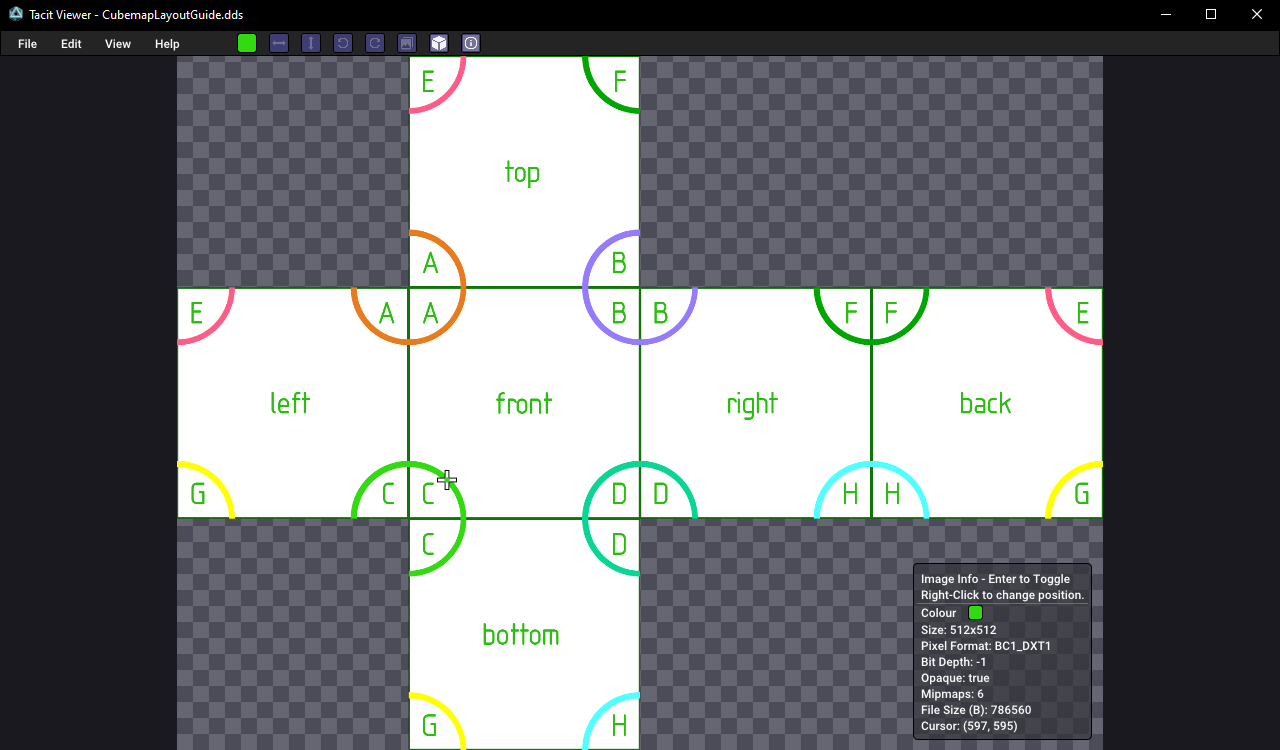 Tacit Viewer - CubemapLayoutGuide.dds
File Edit View Help
E F
top
A B
E A A B B F F E
left front right back
G C C D D H H G
C D
bottom
G H
Image Info - Enter to Toggle
Right-Click to change position.
Colour
Size: 512x512
Pixel Format: BC1_DXT1
Bit Depth: -1
Opaque: true
Mipmaps: 6
File Size (B): 786560
Cursor: (597, 595)